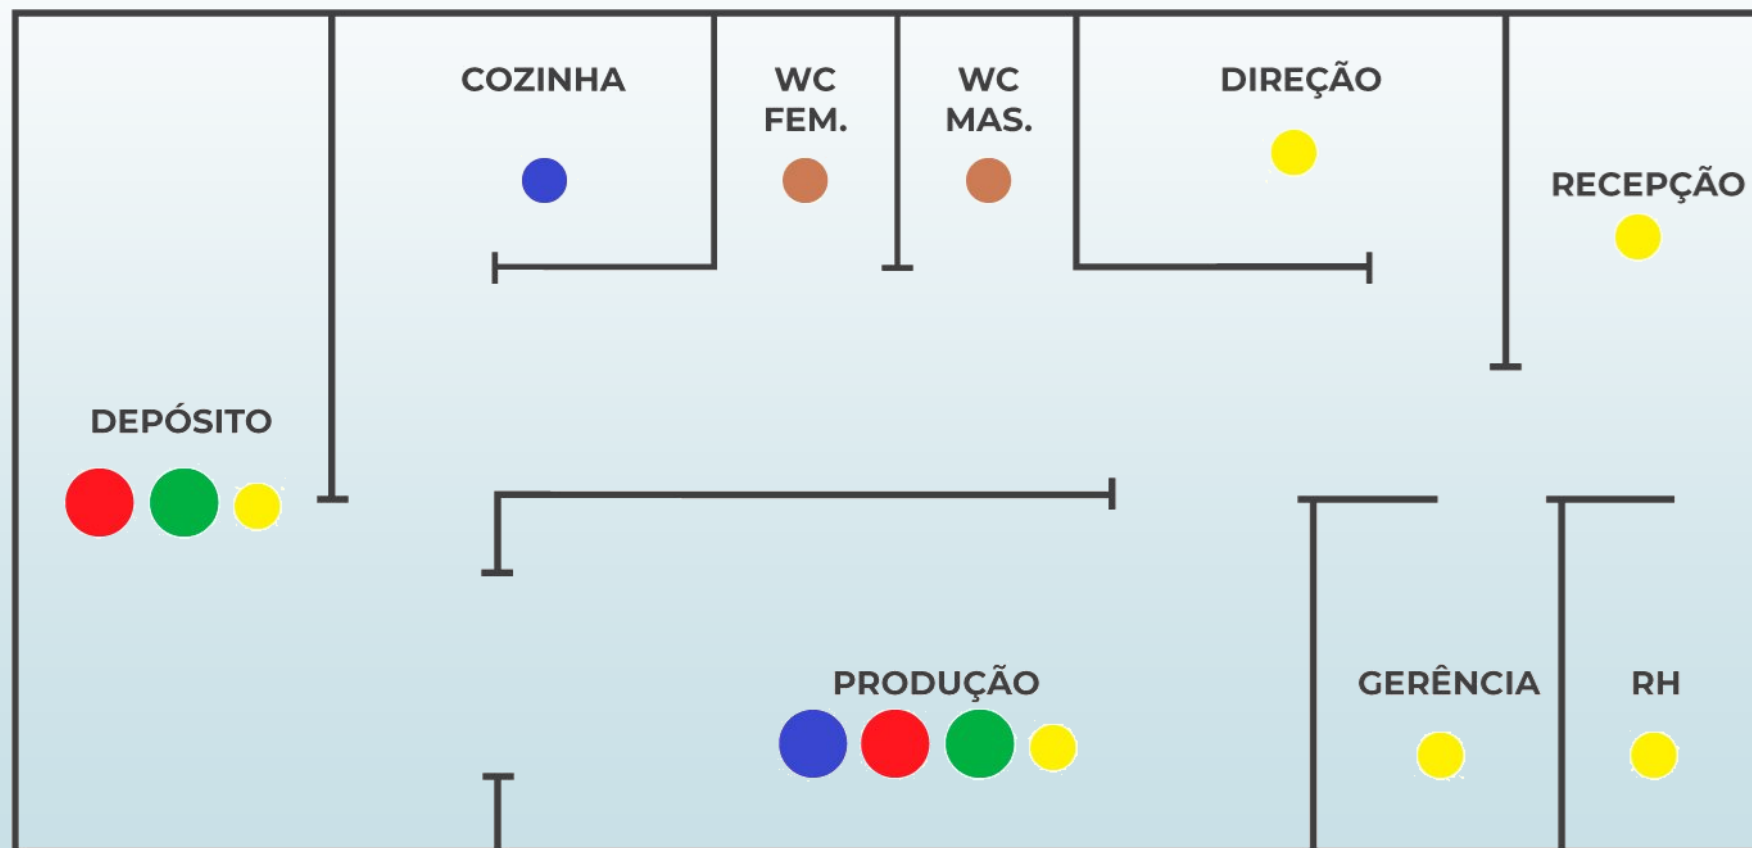 COZINHA
WC
FEM.
WC
MAS.
DIREÇÃO
RECEPÇÃO
DEPÓSITO
PRODUÇÃO
GERÊNCIA
RH